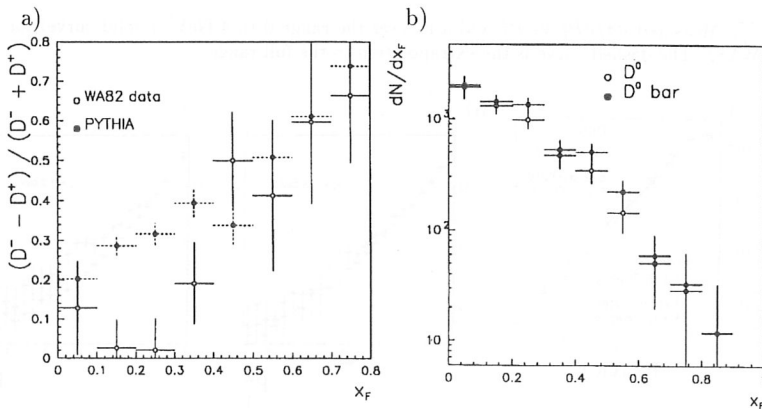 a)
(D⁻ − D⁺) / (D⁻ + D⁺)
0.8
0.7
0.6
0.5
0.4
0.3
0.2
0.1
0
WA82 data
PYTHIA
0 0.1 0.2 0.3 0.4 0.5 0.6 0.7 0.8
x_F
b)
dN/dx_F
10³
10²
10
D°
D° bar
0 0.2 0.4 0.6 0.8
x_F